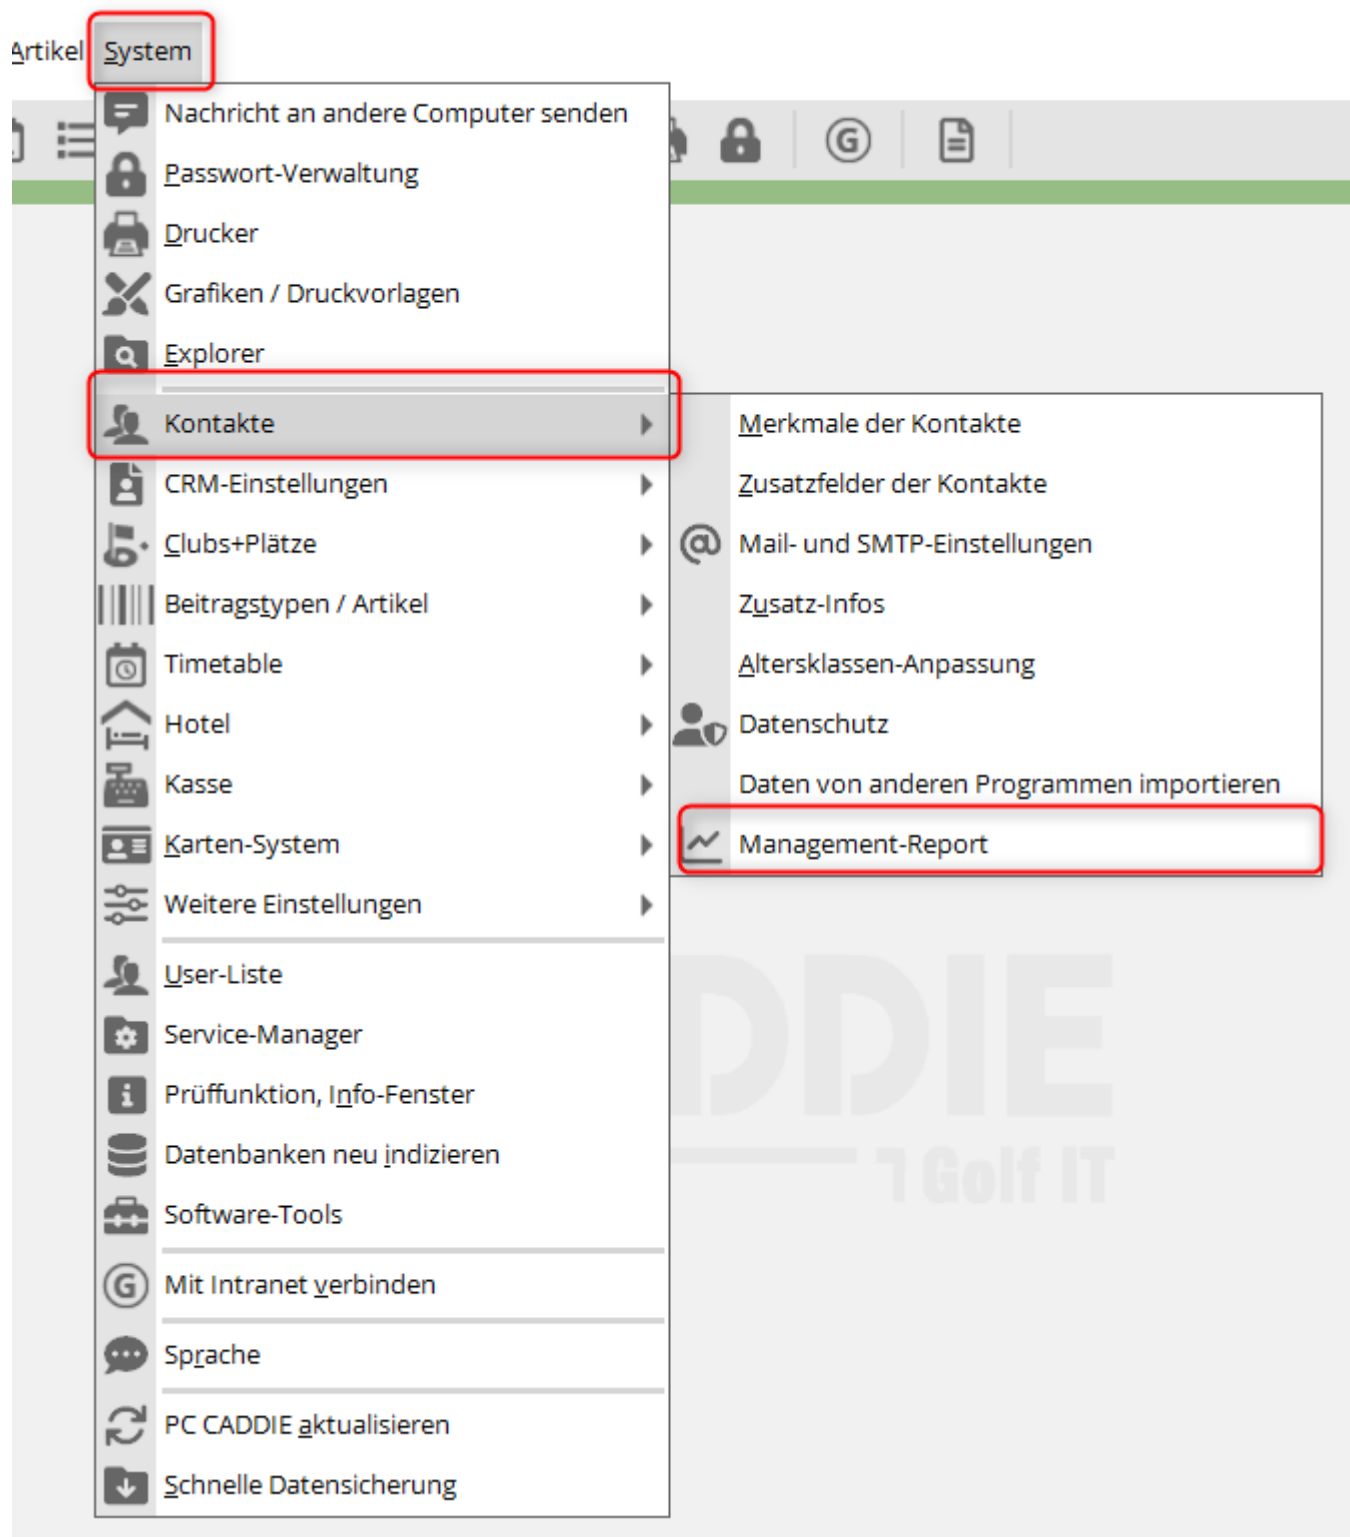 Artikel System
Nachricht an andere Computer senden
Passwort-Verwaltung
Drucker
Grafiken / Druckvorlagen
Explorer
Kontakte
CRM-Einstellungen
Clubs+Plätze
Beitragstypen / Artikel
Timetable
Hotel
Kasse
Karten-System
Weitere Einstellungen
User-Liste
Service-Manager
Prüffunktion, Info-Fenster
Datenbanken neu indizieren
Software-Tools
Mit Intranet verbinden
Sprache
PC CADDIE aktualisieren
Schnelle Datensicherung
Merkmale der Kontakte
Zusatzfelder der Kontakte
Mail- und SMTP-Einstellungen
Zusatz-Infos
Altersklassen-Anpassung
Datenschutz
Daten von anderen Programmen importieren
Management-Report
DDIE
1 Golf IT